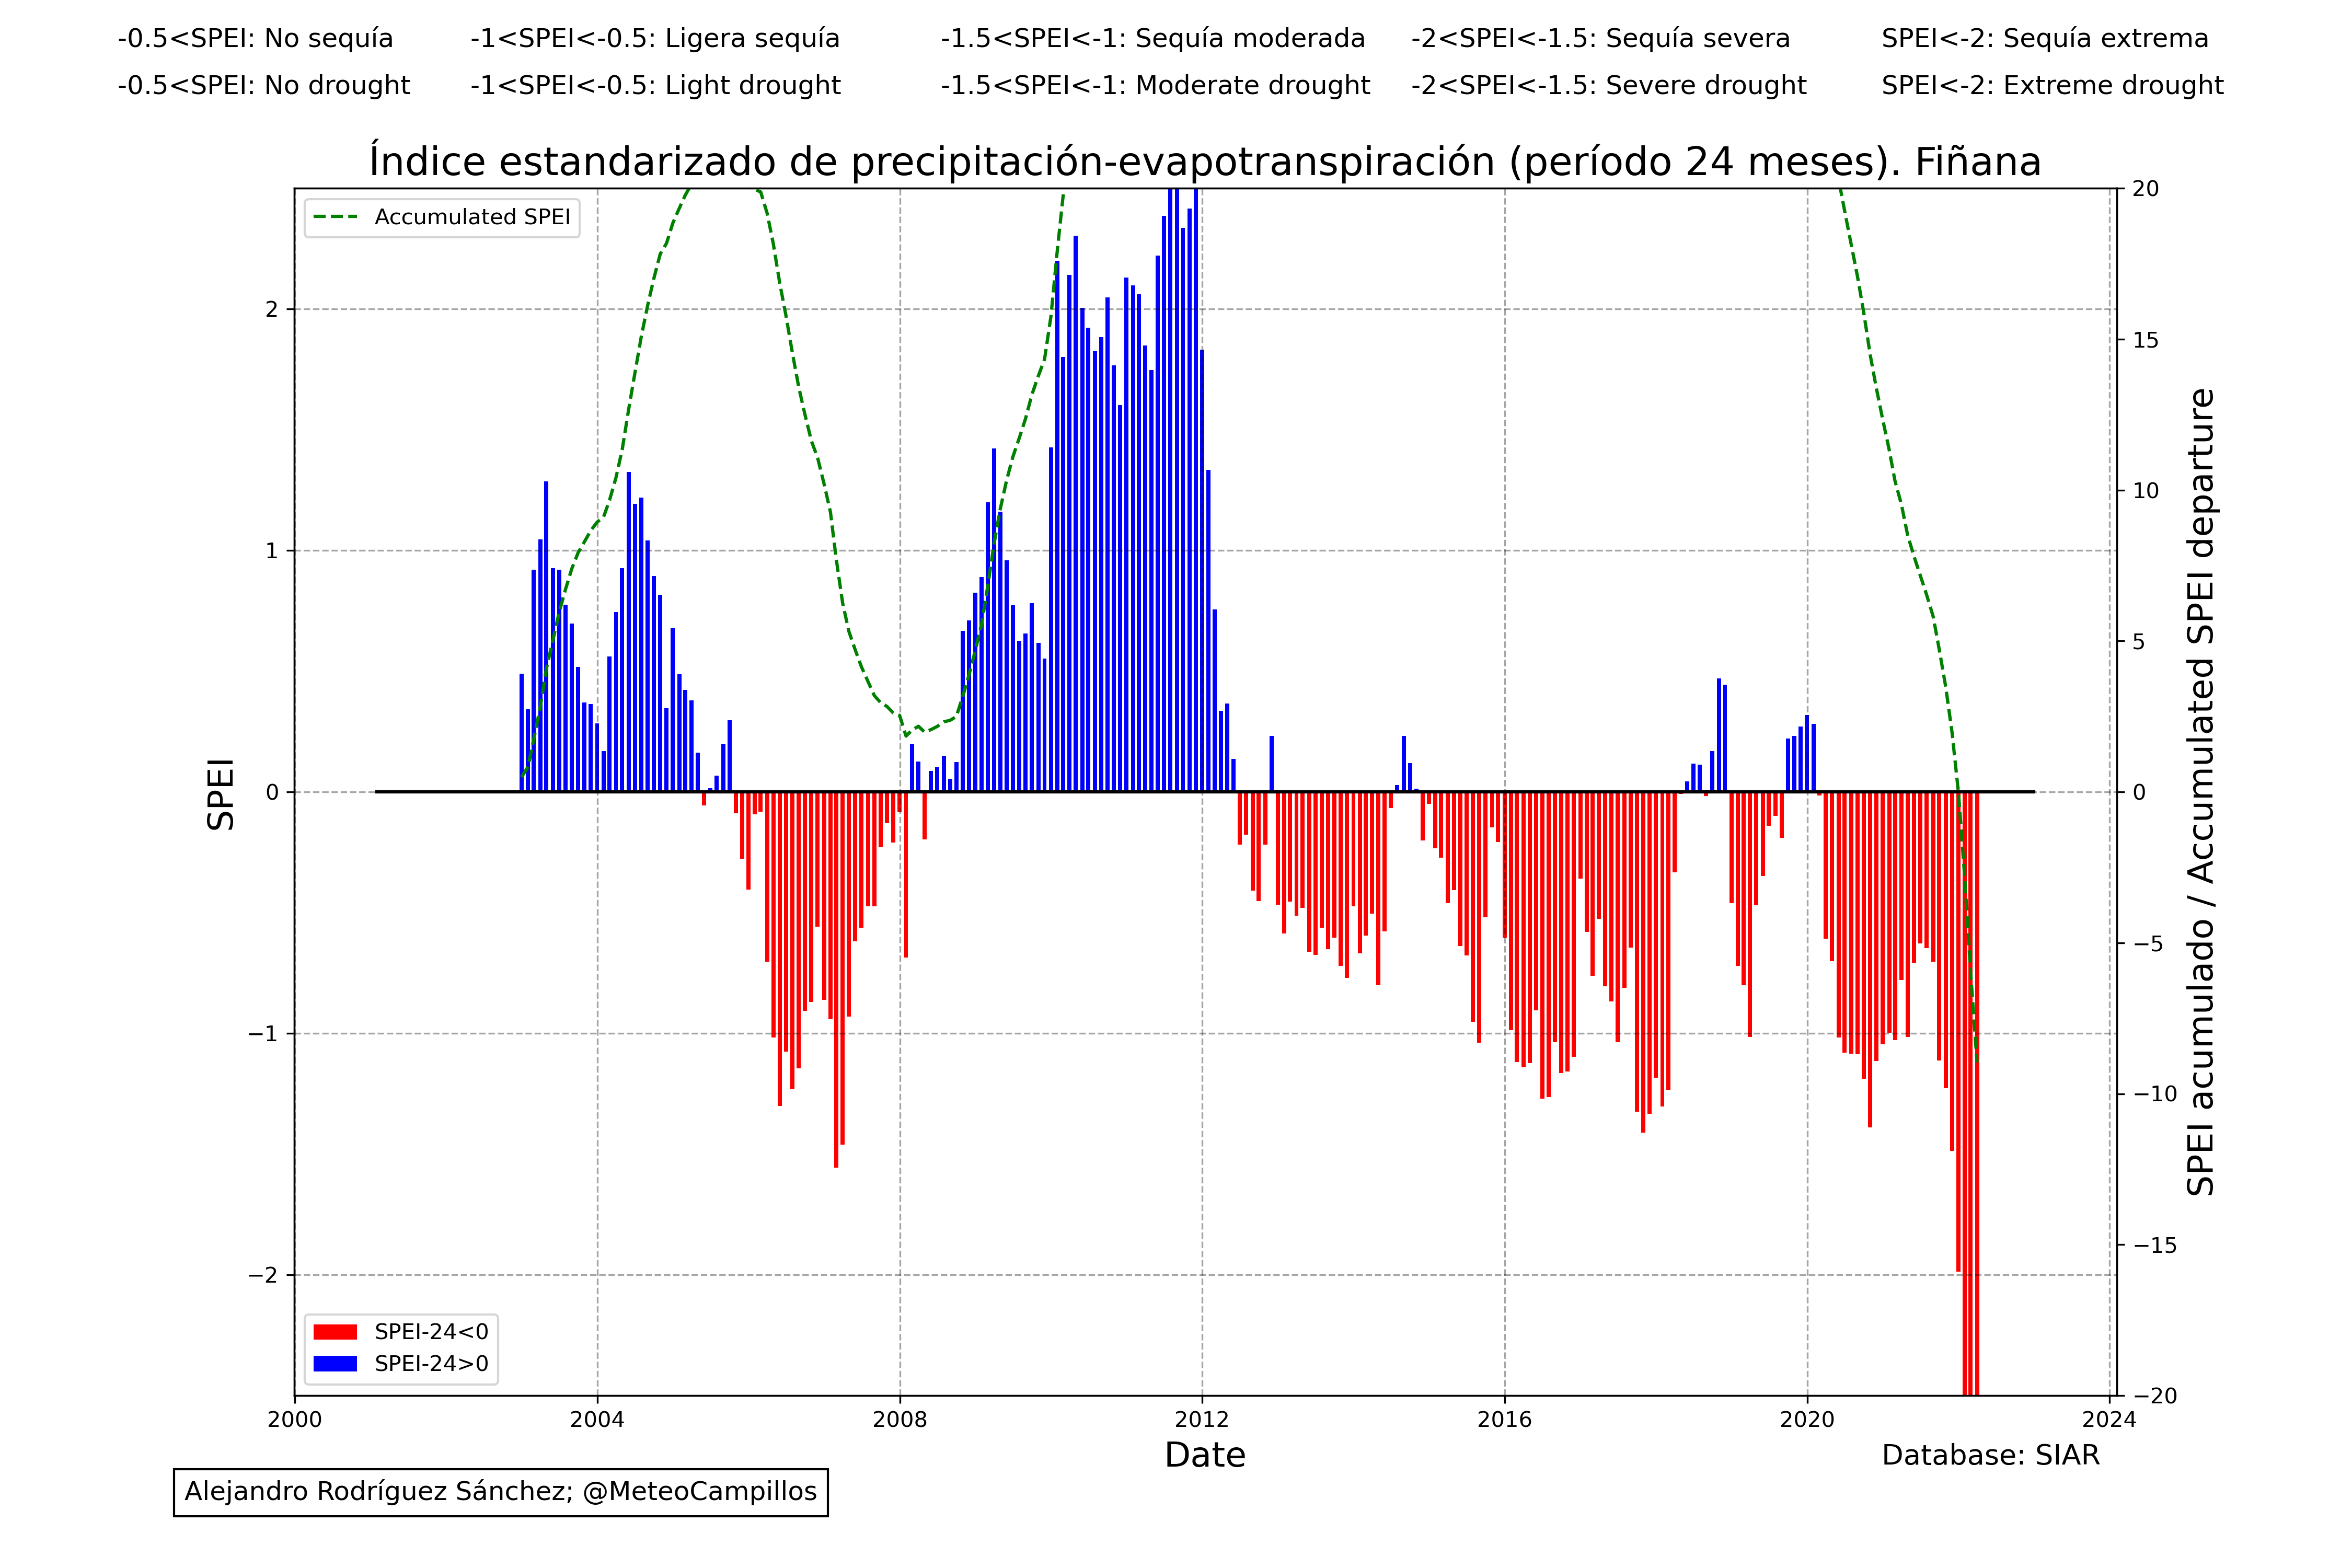 -0.5<SPEI: No sequía -1<SPEI<-0.5: Ligera sequía -1.5<SPEI<-1: Sequía moderada -2<SPEI<-1.5: Sequía severa SPEI<-2: Sequía extrema
-0.5<SPEI: No drought -1<SPEI<-0.5: Light drought -1.5<SPEI<-1: Moderate drought -2<SPEI<-1.5: Severe drought SPEI<-2: Extreme drought
Índice estandarizado de precipitación-evapotranspiración (período 24 meses). Fiñana
Accumulated SPEI
SPEI
2
1
0
−1
−2
20
15
10
5
0
−5
−10
−15
−20
SPEI acumulado / Accumulated SPEI departure
SPEI-24<0
SPEI-24>0
2000 2004 2008 2012 2016 2020 2024
Date
Database: SIAR
Alejandro Rodríguez Sánchez; @MeteoCampillos